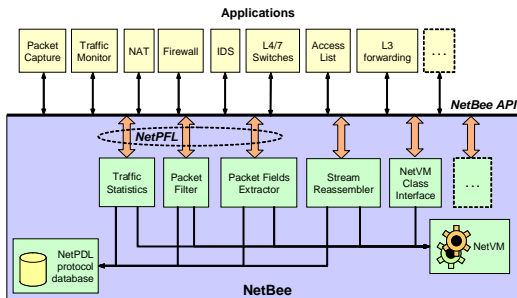 Applications
Packet
Capture
Traffic
Monitor
NAT
Firewall
IDS
L4/7
Switches
Access
List
L3
forwarding
...
NetBee API
NetPFL
Traffic
Statistics
Packet
Filter
Packet Fields
Extractor
Stream
Reassembler
NetVM
Class
Interface
...
NetPDL
protocol
database
NetVM
NetBee